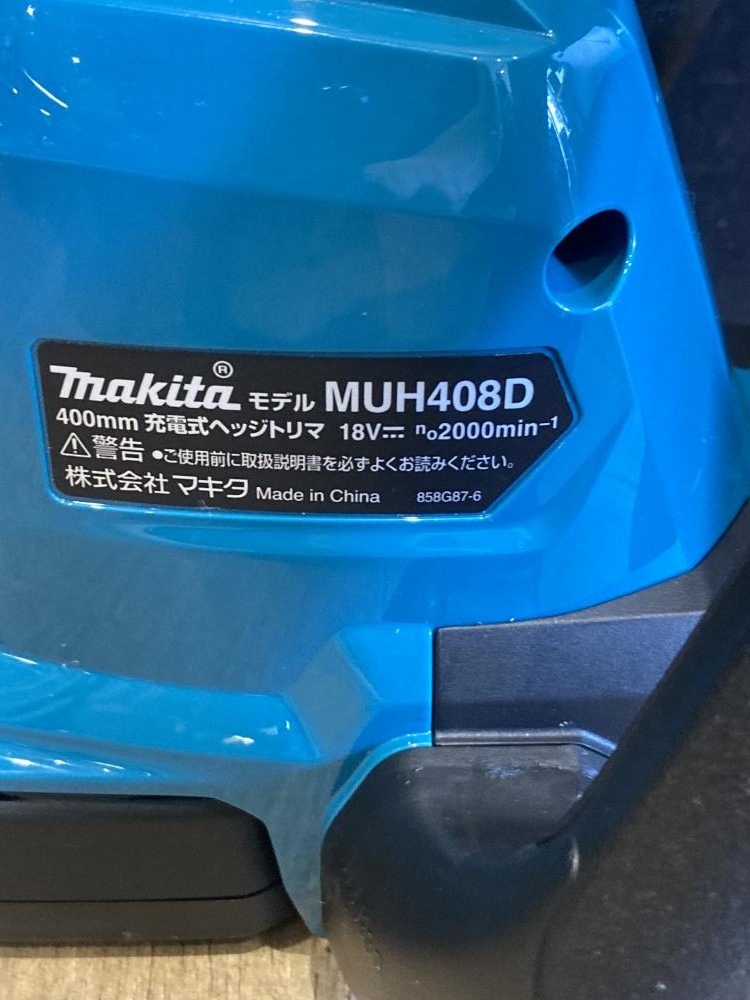 makita® モデル MUH408D
400mm 充電式ヘッジトリマ 18V⎓ n₀2000min⁻¹
⚠警告 ●ご使用前に取扱説明書を必ずよくお読みください。
株式会社 マキタ Made in China 858G87-6